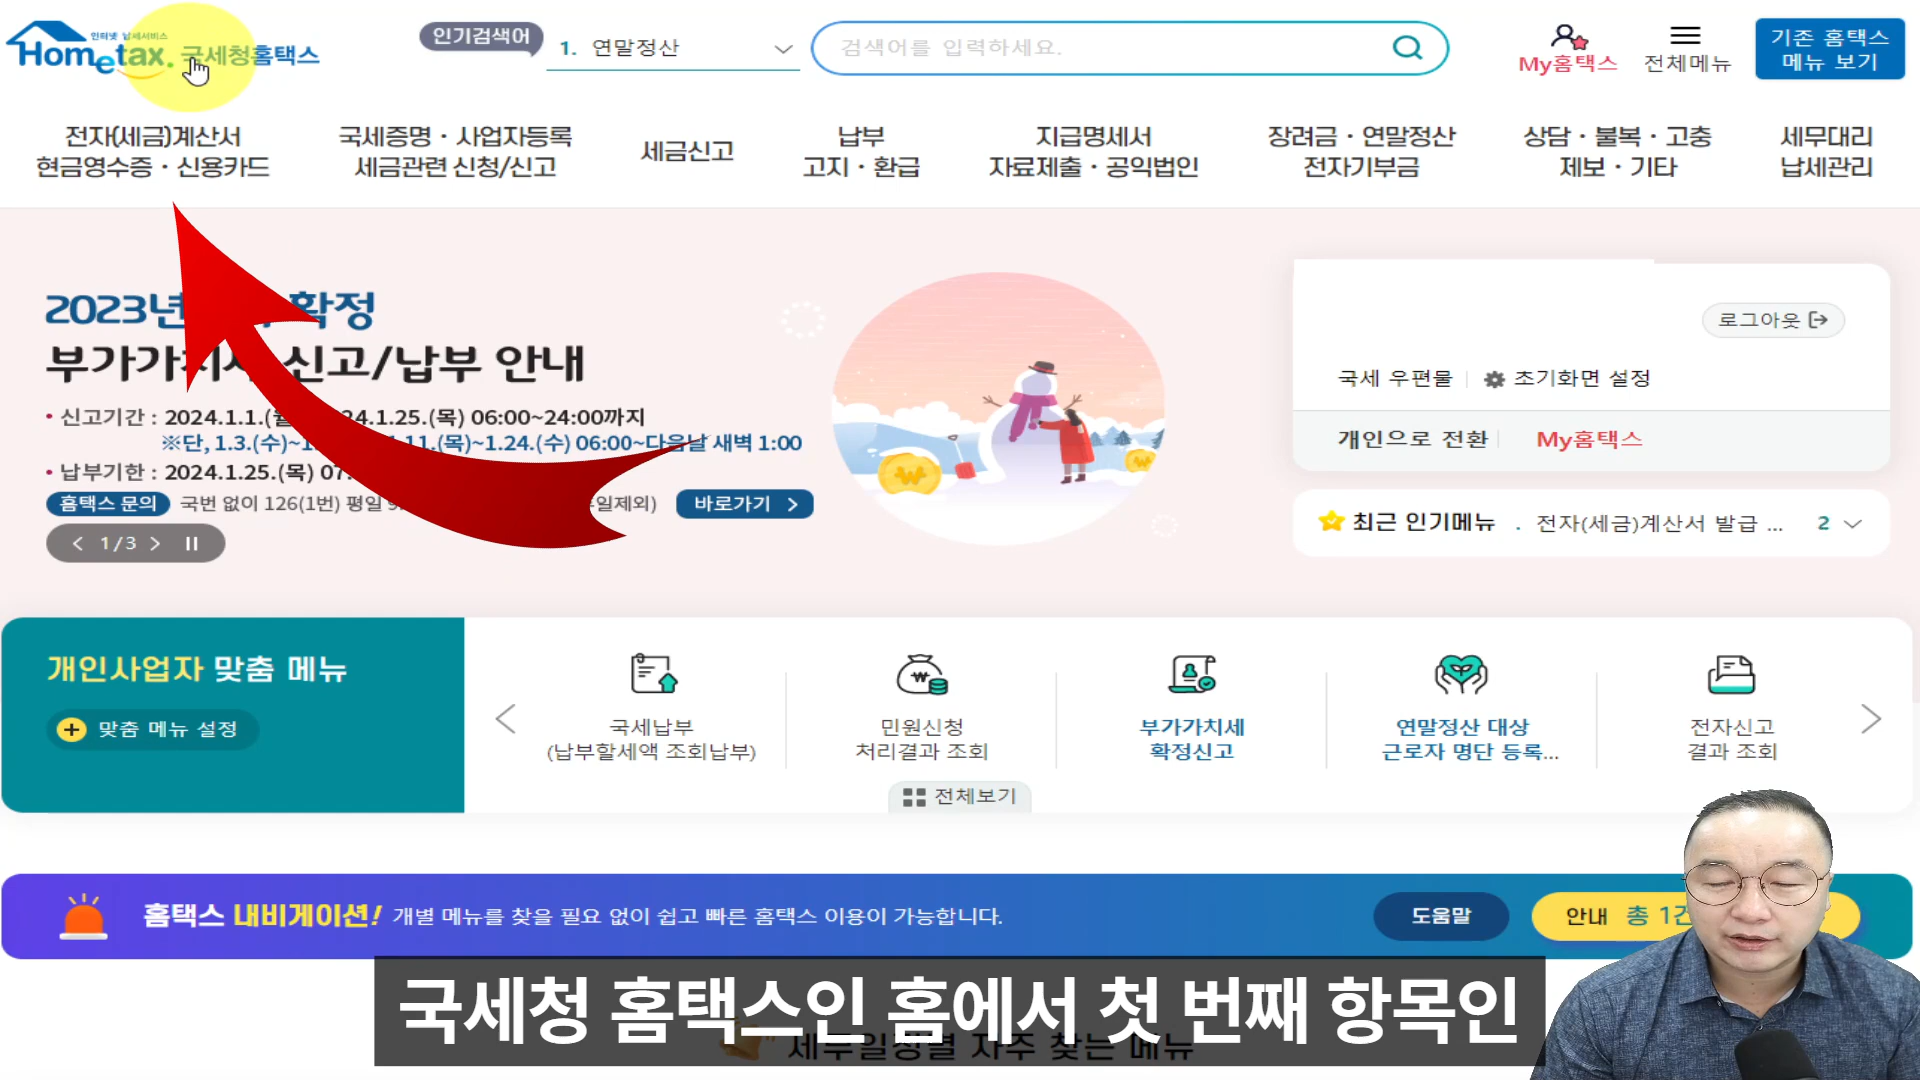 인터넷 납세서비스
Hometax. 국세청홈택스
인기검색어
1. 연말정산
검색어를 입력하세요.
My홈택스
전체메뉴
기존 홈택스
메뉴 보기
전자(세금)계산서
현금영수증 · 신용카드
국세증명 · 사업자등록
세금관련 신청/신고
세금신고
납부
고지 · 환급
지급명세서
자료제출 · 공익법인
장려금 · 연말정산
전자기부금
상담 · 불복 · 고충
제보 · 기타
세무대리
납세관리
2023년 확정
부가가치세 신고/납부 안내
• 신고기간 : 2024.1.1.(월 24.1.25.(목) 06:00~24:00까지
※단, 1.3.(수)~1. 1.11.(목)~1.24.(수) 06:00~다음날 새벽 1:00
• 납부기한 : 2024.1.25.(목) 07
홈택스 문의 국번 없이 126(1번) 평일 일제외)
바로가기 >
< 1/3 >
로그아웃
국세 우편물
초기화면 설정
개인으로 전환
My홈택스
최근 인기메뉴 . 전자(세금)계산서 발급 ... 2
개인사업자 맞춤 메뉴
맞춤 메뉴 설정
국세납부
(납부할세액 조회납부)
민원신청
처리결과 조회
부가가치세
확정신고
연말정산 대상
근로자 명단 등록...
전자신고
결과 조회
전체보기
홈택스 내비게이션! 개별 메뉴를 찾을 필요 없이 쉽고 빠른 홈택스 이용이 가능합니다.
도움말
안내 총 1건
국세청 홈택스인 홈에서 첫 번째 항목인
세무일정별 자주 찾는 메뉴